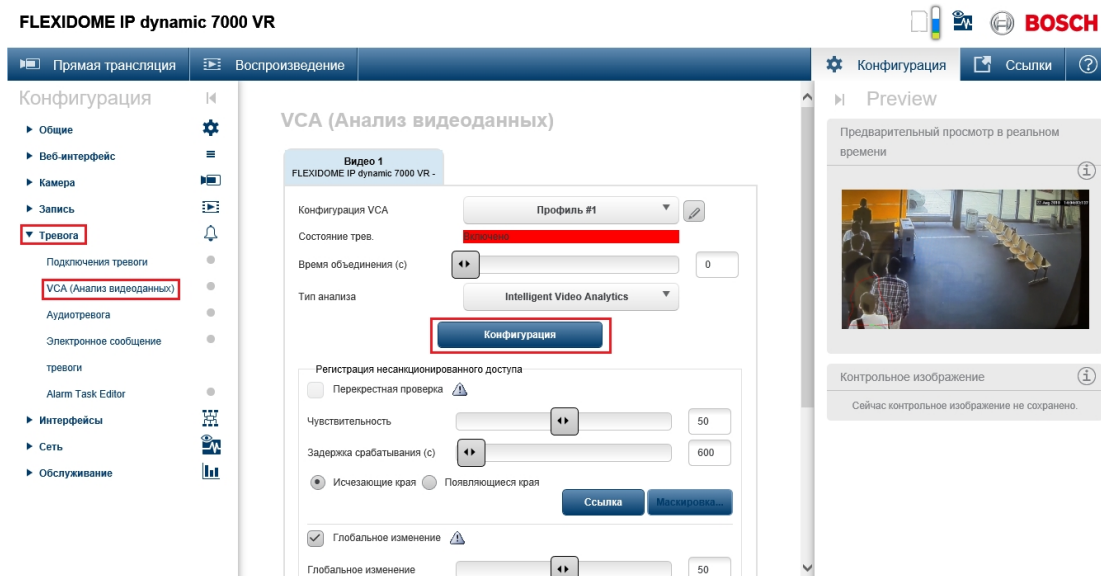 FLEXIDOME IP dynamic 7000 VR
BOSCH
Прямая трансляция
Воспроизведение
Конфигурация
Ссылки
Конфигурация
Общие
Веб-интерфейс
Камера
Запись
Тревога
Подключения тревоги
VCA (Анализ видеоданных)
Аудиотревога
Электронное сообщение
тревоги
Alarm Task Editor
Интерфейсы
Сеть
Обслуживание
VCA (Анализ видеоданных)
Видео 1
FLEXIDOME IP dynamic 7000 VR -
Конфигурация VCA
Профиль #1
Состояние трев.
Включено
Время объединения (с)
0
Тип анализа
Intelligent Video Analytics
Конфигурация
Регистрация несанкционированного доступа
Перекрестная проверка
Чувствительность
50
Задержка срабатывания (с)
600
Исчезающие края
Появляющиеся края
Ссылка
Маскировка...
Глобальное изменение
Глобальное изменение
50
Preview
Предварительный просмотр в реальном
времени
Контрольное изображение
Сейчас контрольное изображение не сохранено.